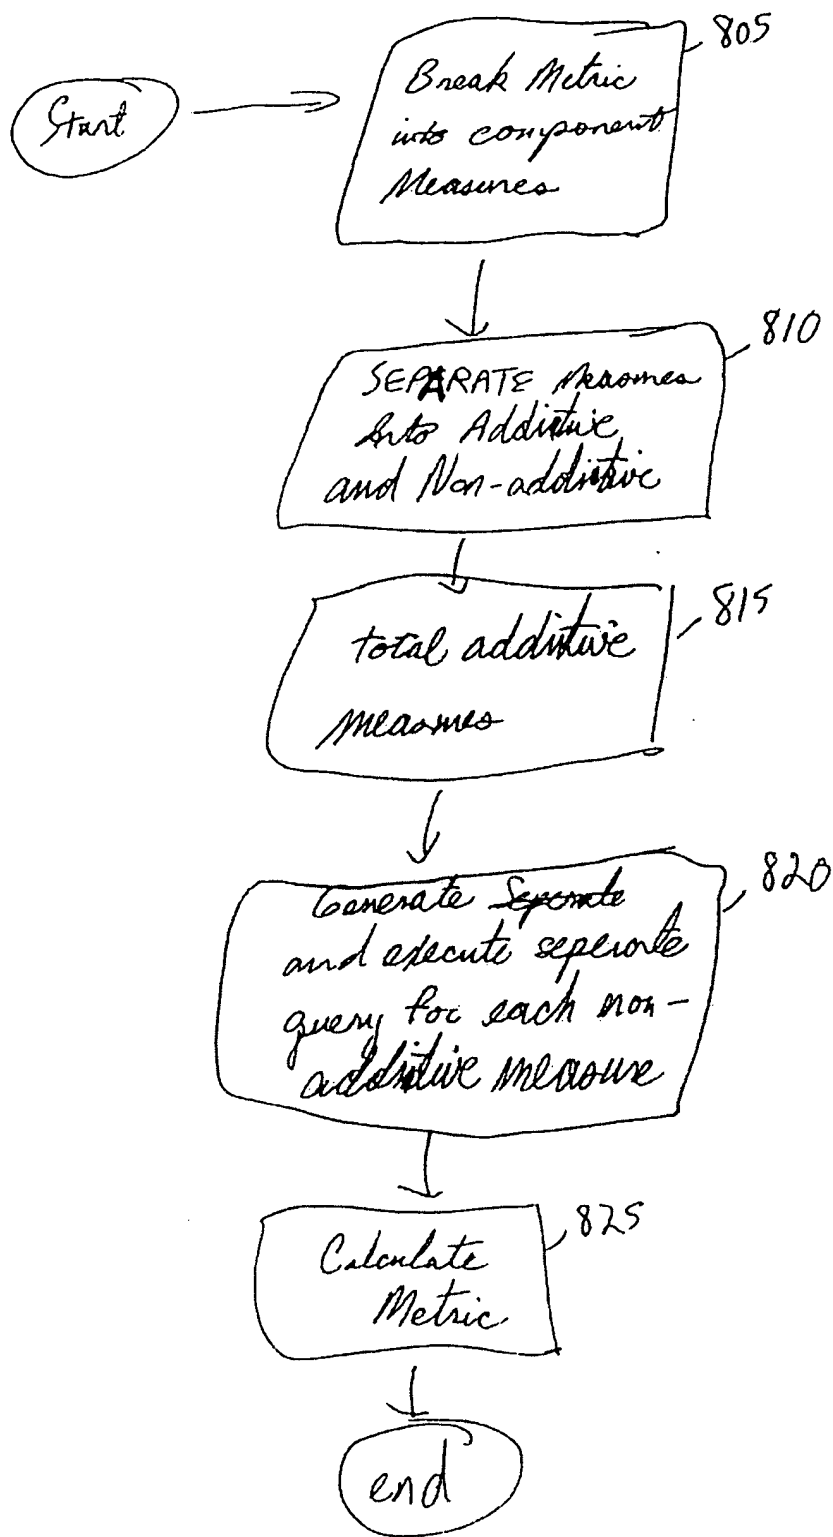 Start
805
Break Metric
into component
Measures
810
SEPARATE Measures
Into Additive
and Non-additive
815
total additive
measures
820
Generate Seperate
and execute seperate
query for each non-
additive measure
825
Calculate
Metric
end